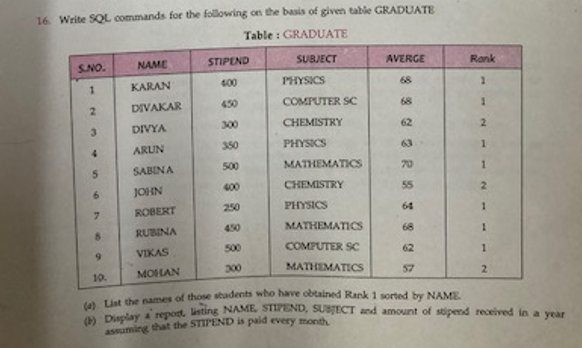 16. Write SQL commands for the following on the basis of given table GRADUATE
Table : GRADUATE
S.NO. NAME STIPEND SUBJECT AVERGE Rank
1 KARAN 400 PHYSICS 68 1
2 DIVAKAR 450 COMPUTER SC 68 1
3 DIVYA 300 CHEMISTRY 62 2
4 ARUN 350 PHYSICS 63 1
5 SABINA 500 MATHEMATICS 70 1
6 JOHN 400 CHEMISTRY 55 2
7 ROBERT 250 PHYSICS 64 1
8 RUBINA 450 MATHEMATICS 68 1
9 VIKAS 500 COMPUTER SC 62 1
10. MOHAN 300 MATHEMATICS 57 2
(a) List the names of those students who have obtained Rank 1 sorted by NAME.
(b) Display a report, listing NAME, STIPEND, SUBJECT and amount of stipend received in a year
assuming that the STIPEND is paid every month.